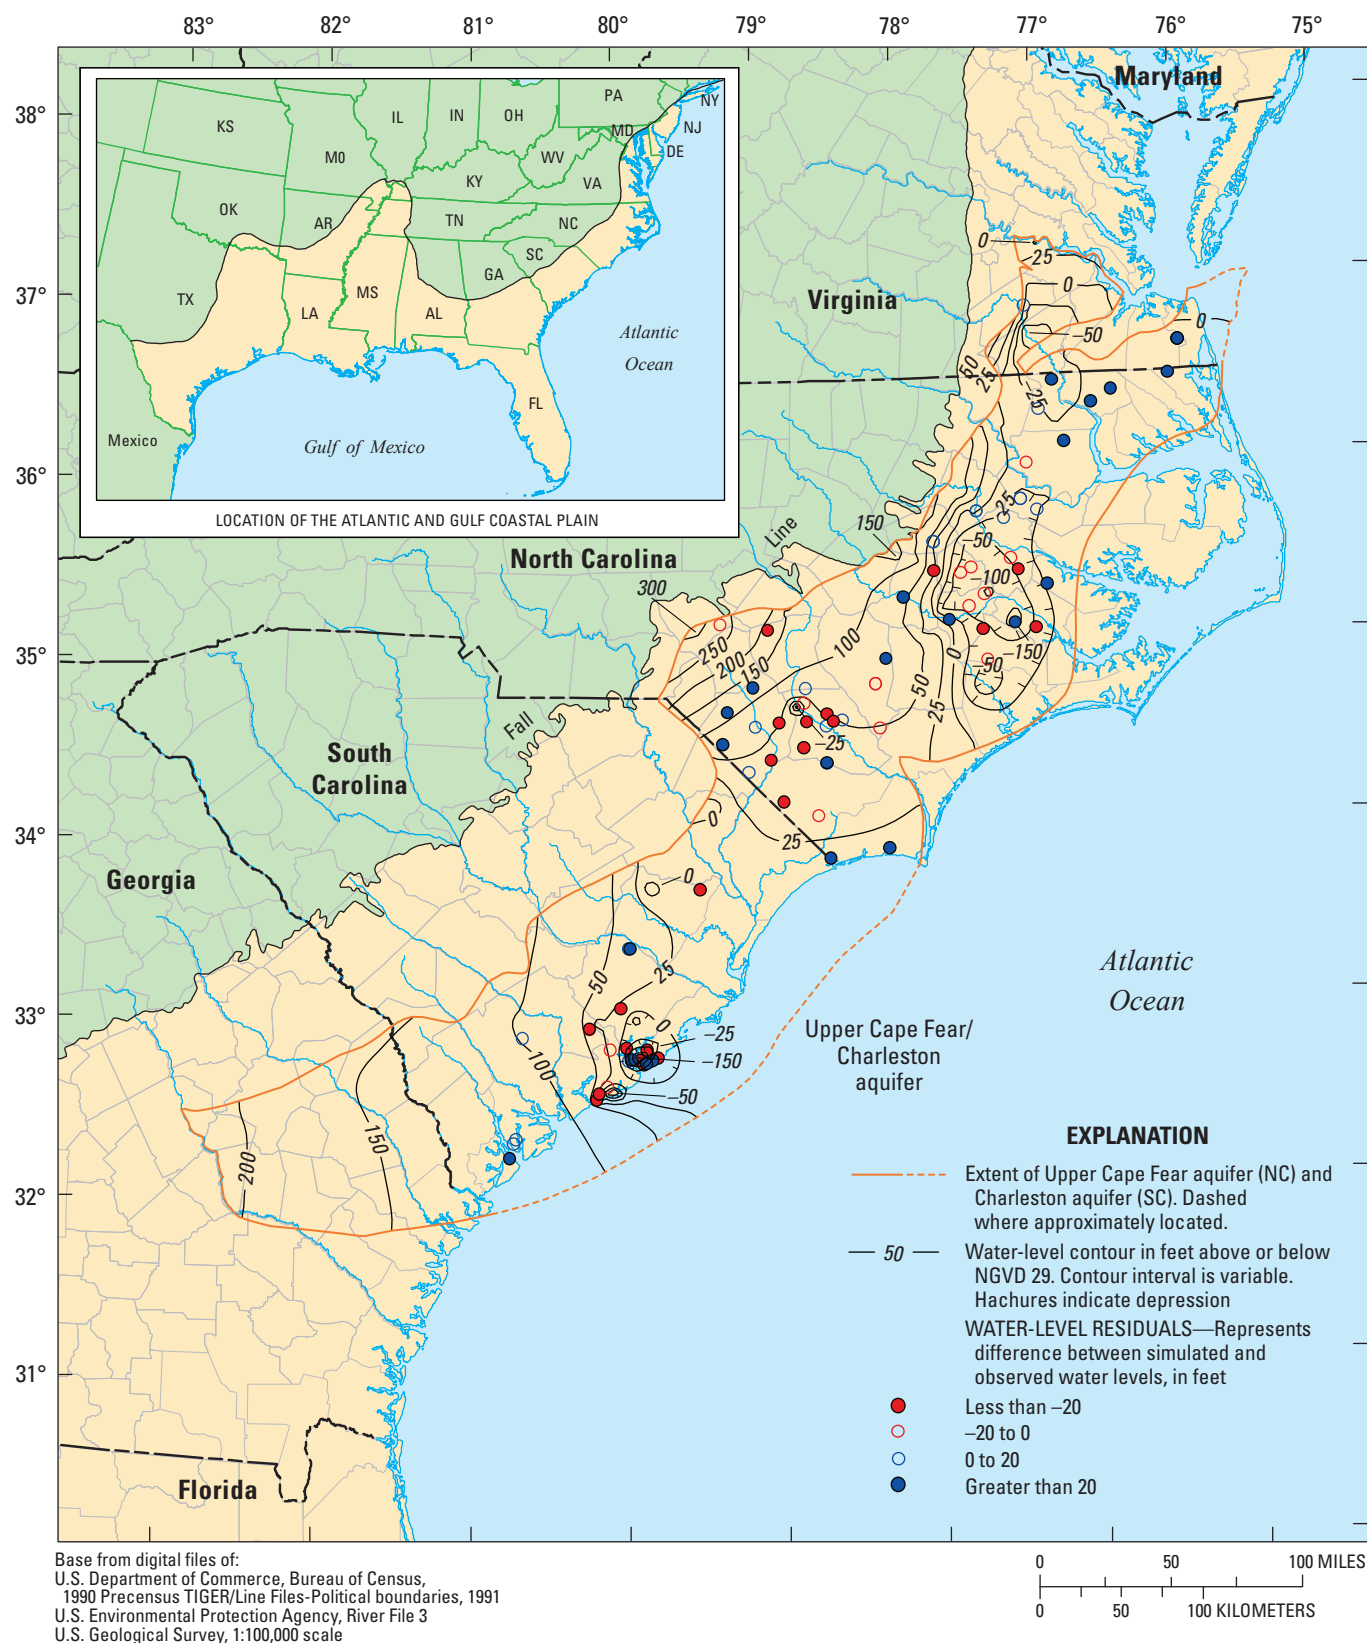 83°
82°
81°
80°
79°
78°
77°
76°
75°
38°
37°
36°
35°
34°
33°
32°
31°
KS
MO
IL
IN
OH
PA
NY
NJ
MD
DE
WV
VA
KY
OK
AR
TN
NC
SC
GA
TX
LA
MS
AL
FL
Mexico
Gulf of Mexico
Atlantic
Ocean
LOCATION OF THE ATLANTIC AND GULF COASTAL PLAIN
Maryland
Virginia
North Carolina
South
Carolina
Georgia
Florida
Fall
Line
0
25
0
–50
0
50
25
–25
150
–25
–50
–100
–150
–50
0
50
25
300
250
200
150
100
–25
0
25
0
50
25
0
–25
–150
–50
100
150
200
Atlantic
Ocean
Upper Cape Fear/
Charleston
aquifer
EXPLANATION
Extent of Upper Cape Fear aquifer (NC) and
Charleston aquifer (SC). Dashed
where approximately located.
50
Water-level contour in feet above or below
NGVD 29. Contour interval is variable.
Hachures indicate depression
WATER-LEVEL RESIDUALS—Represents
difference between simulated and
observed water levels, in feet
Less than –20
–20 to 0
0 to 20
Greater than 20
Base from digital files of:
U.S. Department of Commerce, Bureau of Census,
1990 Precensus TIGER/Line Files-Political boundaries, 1991
U.S. Environmental Protection Agency, River File 3
U.S. Geological Survey, 1:100,000 scale
0 50 100 MILES
0 50 100 KILOMETERS